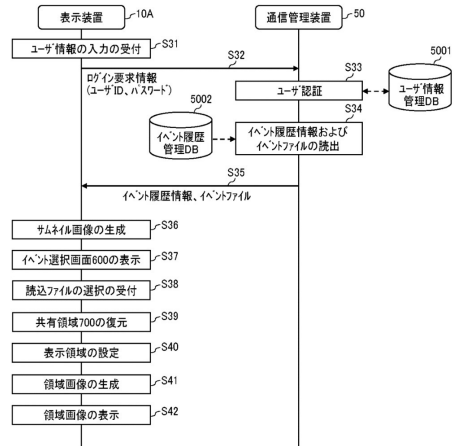 表示装置
10A
通信管理装置
50
ユーザ情報の入力の受付
S31
S32
ログイン要求情報
(ユーザID、パスワード)
S33
ユーザ認証
5001
ユーザ情報
管理DB
S34
イベント履歴情報および
イベントファイルの読出
5002
イベント履歴
管理DB
S35
イベント履歴情報、イベントファイル
サムネイル画像の生成
S36
イベント選択画面600の表示
S37
読込ファイルの選択の受付
S38
共有領域700の復元
S39
表示領域の設定
S40
領域画像の生成
S41
領域画像の表示
S42